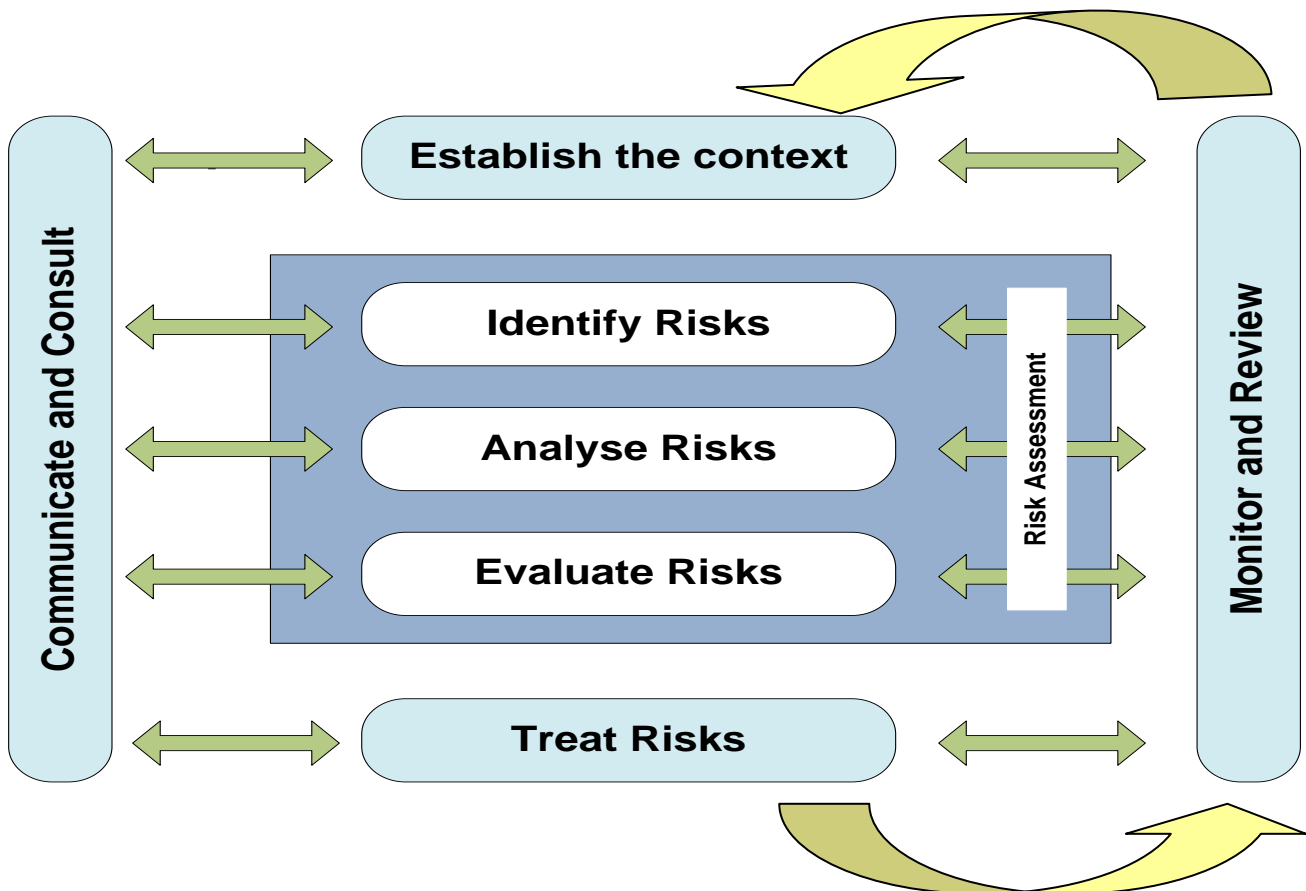 Establish the context
Communicate and Consult
Identify Risks
Analyse Risks
Evaluate Risks
Risk Assessment
Monitor and Review
Treat Risks